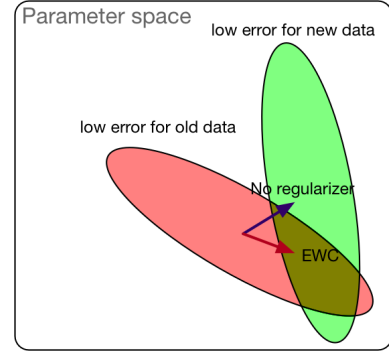 Parameter space
low error for new data
low error for old data
No regularizer
EWC